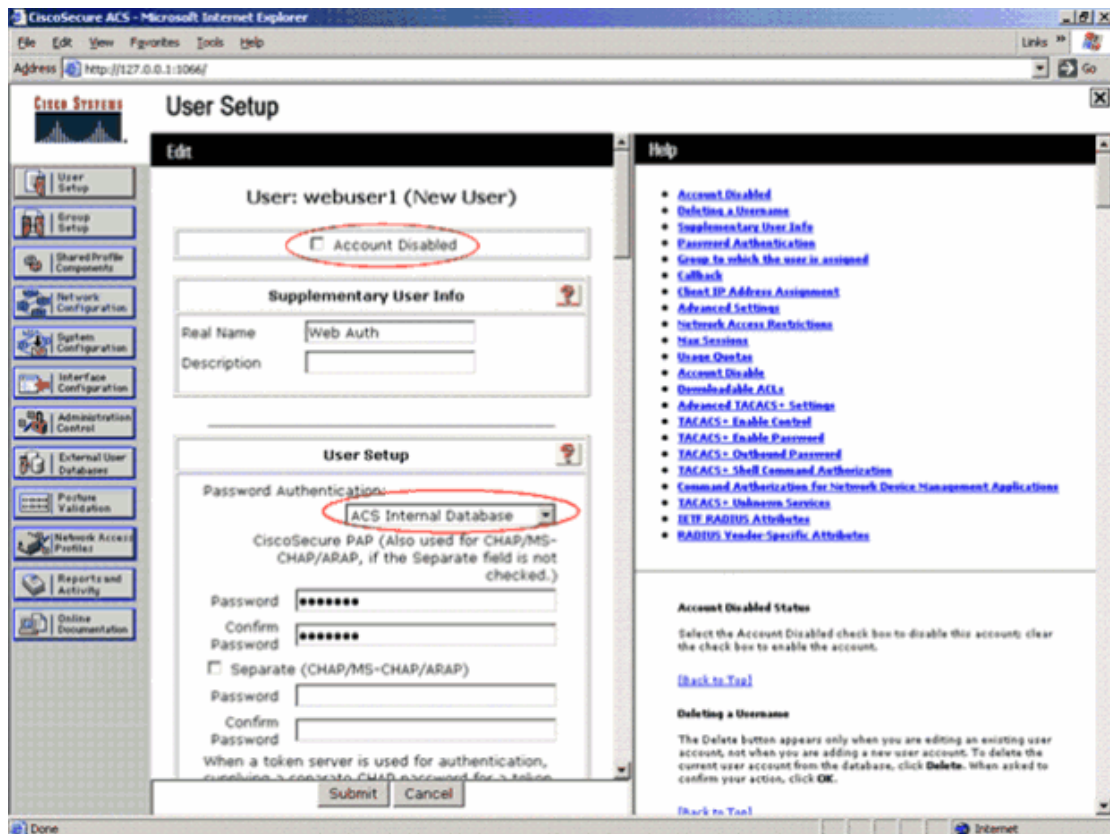 CiscoSecure ACS - Microsoft Internet Explorer
File Edit View Favorites Tools Help
Links »
Address http://127.0.0.1:1066/
Go
CISCO SYSTEMS
User Setup
User Setup
Group Setup
Shared Profile Components
Network Configuration
System Configuration
Interface Configuration
Administration Control
External User Databases
Posture Validation
Network Access Profiles
Reports and Activity
Online Documentation
Edit
User: webuser1 (New User)
Account Disabled
Supplementary User Info
Real Name Web Auth
Description
User Setup
Password Authentication:
ACS Internal Database
CiscoSecure PAP (Also used for CHAP/MS-
CHAP/ARAP, if the Separate field is not
checked.)
Password •••••••
Confirm Password •••••••
Separate (CHAP/MS-CHAP/ARAP)
Password
Confirm Password
When a token server is used for authentication,
supplying a separate CHAP password for a token
Submit Cancel
Help
Account Disabled
Deleting a Username
Supplementary User Info
Password Authentication
Group to which the user is assigned
Callback
Client IP Address Assignment
Advanced Settings
Network Access Restrictions
Max Sessions
Usage Quotas
Account Disable
Downloadable ACLs
Advanced TACACS+ Settings
TACACS+ Enable Control
TACACS+ Enable Password
TACACS+ Outbound Password
TACACS+ Shell Command Authorization
Command Authorization for Network Device Management Applications
TACACS+ Unknown Services
IETF RADIUS Attributes
RADIUS Vendor-Specific Attributes
Account Disabled Status
Select the Account Disabled check box to disable this account; clear
the check box to enable the account.
[Back to Top]
Deleting a Username
The Delete button appears only when you are editing an existing user
account, not when you are adding a new user account. To delete the
current user account from the database, click Delete. When asked to
confirm your action, click OK.
[Back to Top]
Done
Internet